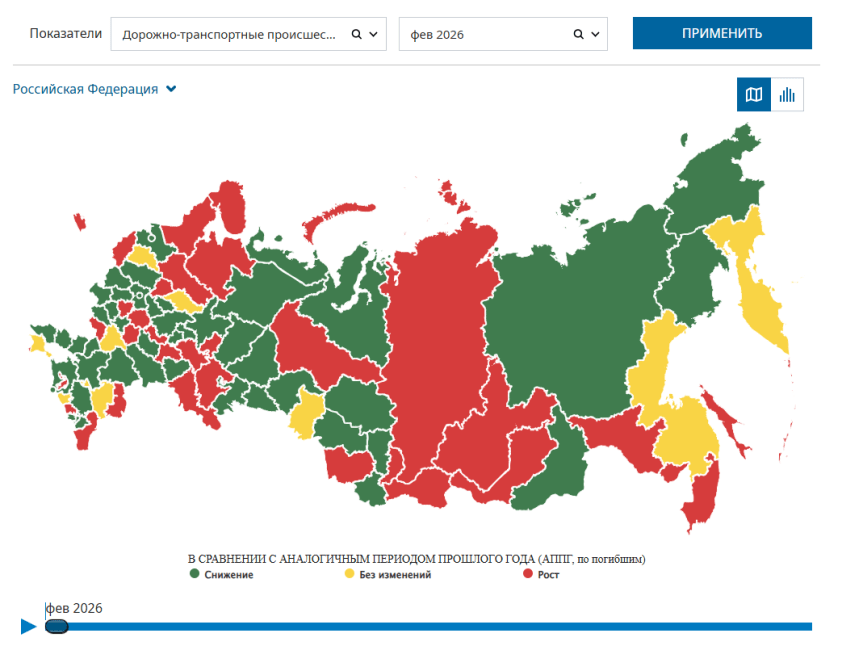 Показатели
Дорожно-транспортные происшес...
фев 2026
ПРИМЕНИТЬ
Российская Федерация
В СРАВНЕНИИ С АНАЛОГИЧНЫМ ПЕРИОДОМ ПРОШЛОГО ГОДА (АППГ, по погибшим)
Снижение
Без изменений
Рост
фев 2026